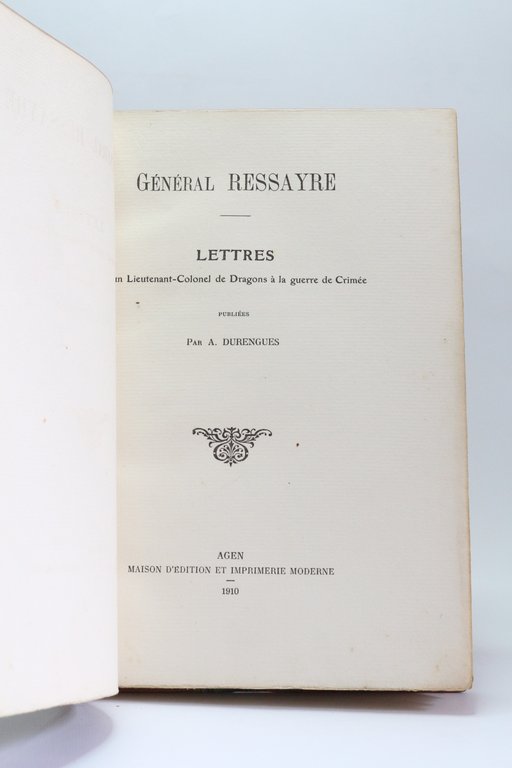 GÉNÉRAL RESSAYRE
LETTRES
un Lieutenant-Colonel de Dragons à la guerre de Crimée
PUBLIÉES
PAR A. DURENGUES
AGEN
MAISON D'ÉDITION ET IMPRIMERIE MODERNE
1910